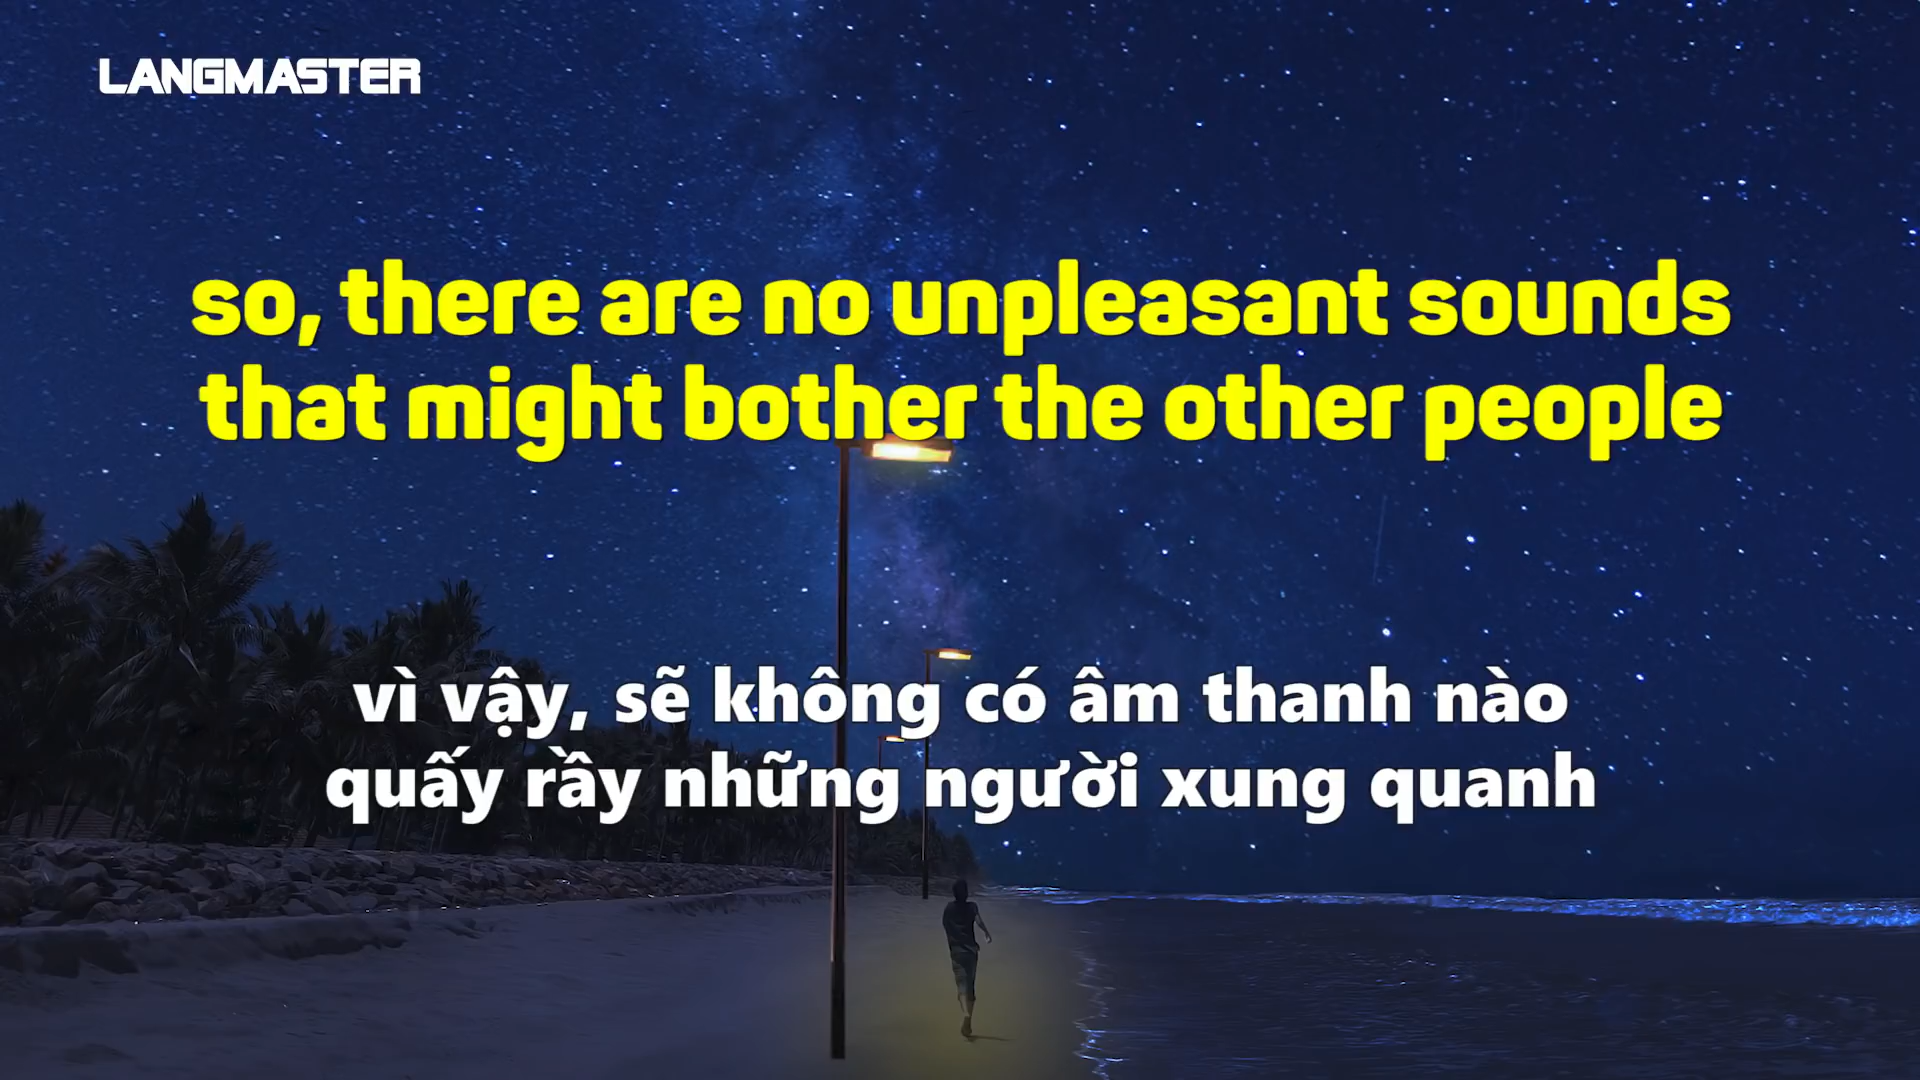 LANGMASTER
so, there are no unpleasant sounds
that might bother the other people
vì vậy, sẽ không có âm thanh nào
quấy rầy những người xung quanh